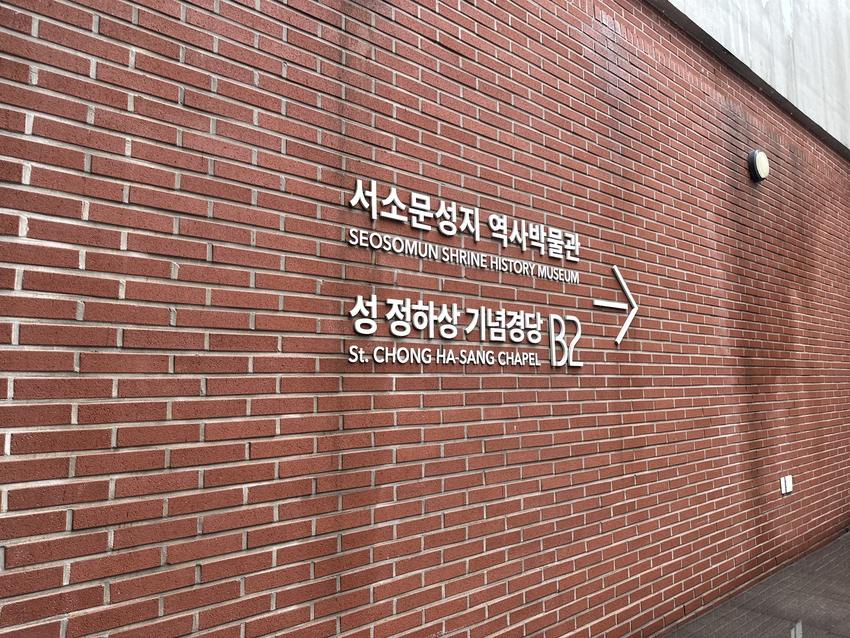 서소문성지 역사박물관
SEOSOMUN SHRINE HISTORY MUSEUM
성 정하상 기념경당 B2
St. CHONG HA-SANG CHAPEL